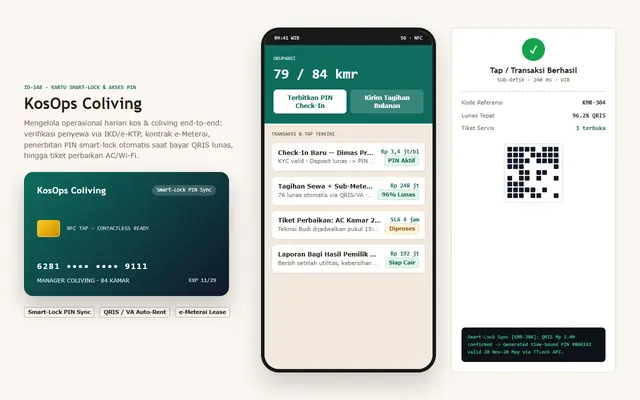 ID-148 · KARTU SMART-LOCK & AKSES PIN
KosOps Coliving
Mengelola operasional harian kos & coliving end-to-end:
verifikasi penyewa via IKD/e-KTP, kontrak e-Meterai,
penerbitan PIN smart-lock otomatis saat bayar QRIS lunas,
hingga tiket perbaikan AC/Wi-Fi.
KosOps Coliving
Smart-Lock PIN Sync
NFC TAP · CONTACTLESS READY
6281 •••• •••• 9111
MANAGER COLIVING · 84 KAMAR
EXP 11/29
Smart-Lock PIN Sync
QRIS / VA Auto-Rent
e-Meterai Lease
09:41 WIB
5G · NFC
OKUPANSI
79 / 84 kmr
Terbitkan PIN
Check-In
Kirim Tagihan
Bulanan
TRANSAKSI & TAP TERKINI
Check-In Baru — Dimas Pr...
Rp 3,4 jt/bl
KYC valid · Deposit lunas -> PIN ...
PIN Aktif
Tagihan Sewa + Sub-Mete...
Rp 248 jt
76 lunas otomatis via QRIS/VA · ...
96% Lunas
Tiket Perbaikan: AC Kamar 2...
SLA 4 jam
Teknisi Budi dijadwalkan pukul 15:...
Diproses
Laporan Bagi Hasil Pemilik ...
Rp 192 jt
Bersih setelah utilitas, kebersihan ...
Siap Cair
✓
Tap / Transaksi Berhasil
Sub-detik · 240 ms · WIB
Kode Referensi
KMR-304
Lunas Tepat
96.2% QRIS
Tiket Servis
3 terbuka
Smart-Lock Sync [KMR-304]: QRIS Rp 3.4M
confirmed -> Generated time-bound PIN #884192
valid 20 Nov-20 May via TTLock API.